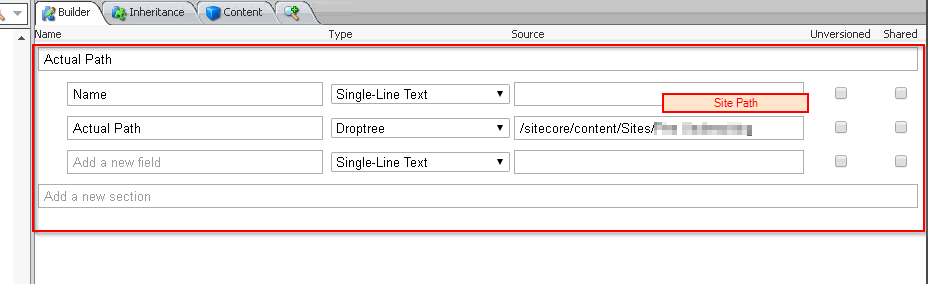 Builder Inheritance Content
Name Type Source Unversioned Shared
Actual Path
Name Single-Line Text
Site Path
Actual Path Droptree /sitecore/content/Sites/
Add a new field Single-Line Text
Add a new section